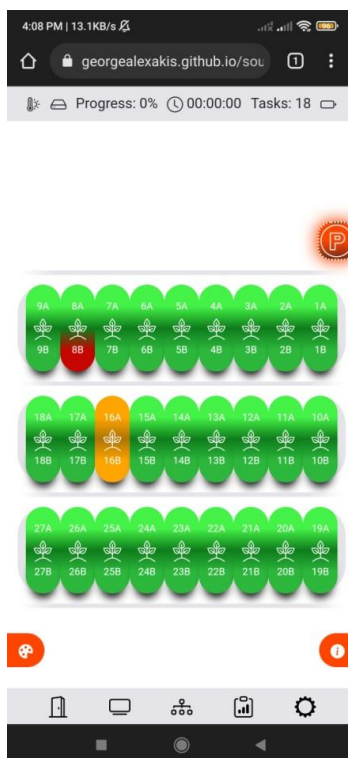 4:08 PM | 13.1KB/s
96
georgealexakis.github.io/sou
1
Progress: 0% 00:00:00 Tasks: 18
P
9A 8A 7A 6A 5A 4A 3A 2A 1A
9B 8B 7B 6B 5B 4B 3B 2B 1B
18A 17A 16A 15A 14A 13A 12A 11A 10A
18B 17B 16B 15B 14B 13B 12B 11B 10B
27A 26A 25A 24A 23A 22A 21A 20A 19A
27B 26B 25B 24B 23B 22B 21B 20B 19B
i